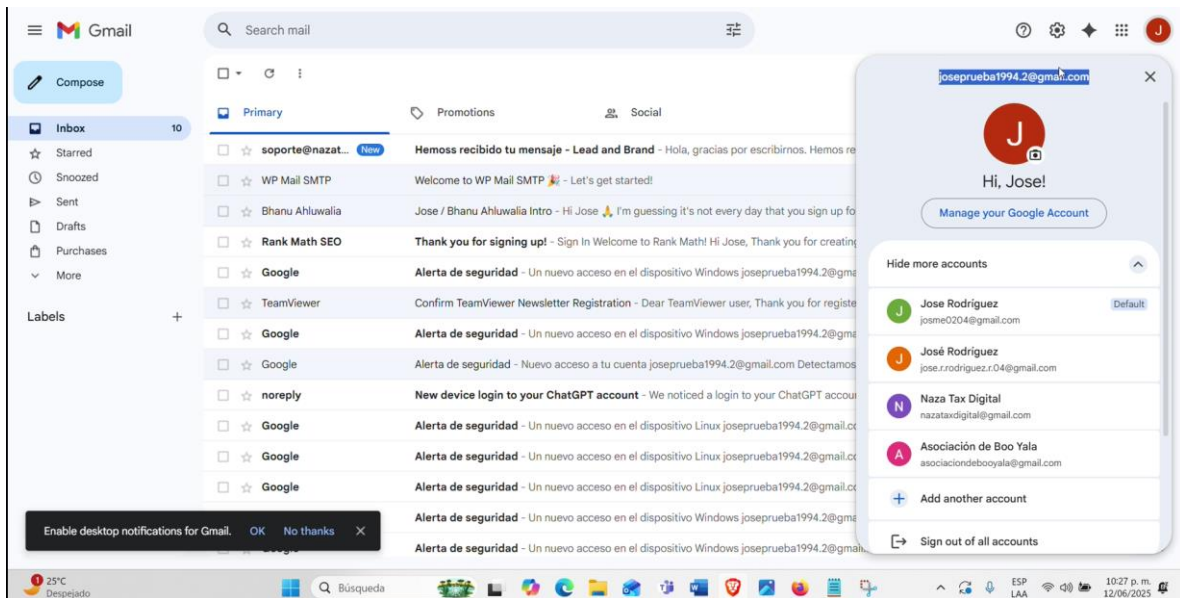 Gmail
Search mail
J
Compose
Inbox 10
Starred
Snoozed
Sent
Drafts
Purchases
More
Labels
Primary
Promotions
Social
soporte@nazat... New Hemoss recibido tu mensaje - Lead and Brand - Hola, gracias por escribirnos. Hemos re
WP Mail SMTP Welcome to WP Mail SMTP 🎉 - Let's get started!
Bhanu Ahluwalia Jose / Bhanu Ahluwalia Intro - Hi Jose 🙏 I'm guessing it's not every day that you sign up fo
Rank Math SEO Thank you for signing up! - Sign In Welcome to Rank Math! Hi Jose, Thank you for creating
Google Alerta de seguridad - Un nuevo acceso en el dispositivo Windows joseprueba1994.2@gma
TeamViewer Confirm TeamViewer Newsletter Registration - Dear TeamViewer user, Thank you for registe
Google Alerta de seguridad - Un nuevo acceso en el dispositivo Windows joseprueba1994.2@gma
Google Alerta de seguridad - Nuevo acceso a tu cuenta joseprueba1994.2@gmail.com Detectamos
noreply New device login to your ChatGPT account - We noticed a login to your ChatGPT accou
Google Alerta de seguridad - Un nuevo acceso en el dispositivo Linux joseprueba1994.2@gmail.co
Google Alerta de seguridad - Un nuevo acceso en el dispositivo Linux joseprueba1994.2@gmail.co
Google Alerta de seguridad - Un nuevo acceso en el dispositivo Linux joseprueba1994.2@gmail.co
Alerta de seguridad - Un nuevo acceso en el dispositivo Windows joseprueba1994.2@gma
Alerta de seguridad - Un nuevo acceso en el dispositivo Windows joseprueba1994.2@gmail.
Enable desktop notifications for Gmail. OK No thanks
joseprueba1994.2@gmail.com
J
Hi, Jose!
Manage your Google Account
Hide more accounts
J
Jose Rodríguez Default
josme0204@gmail.com
J
José Rodríguez
jose.r.rodriguez.r.04@gmail.com
N
Naza Tax Digital
nazataxdigital@gmail.com
A
Asociación de Boo Yala
asociaciondebooyala@gmail.com
Add another account
Sign out of all accounts
1
25°C
Despejado
Búsqueda
ESP
LAA
10:27 p. m.
12/06/2025